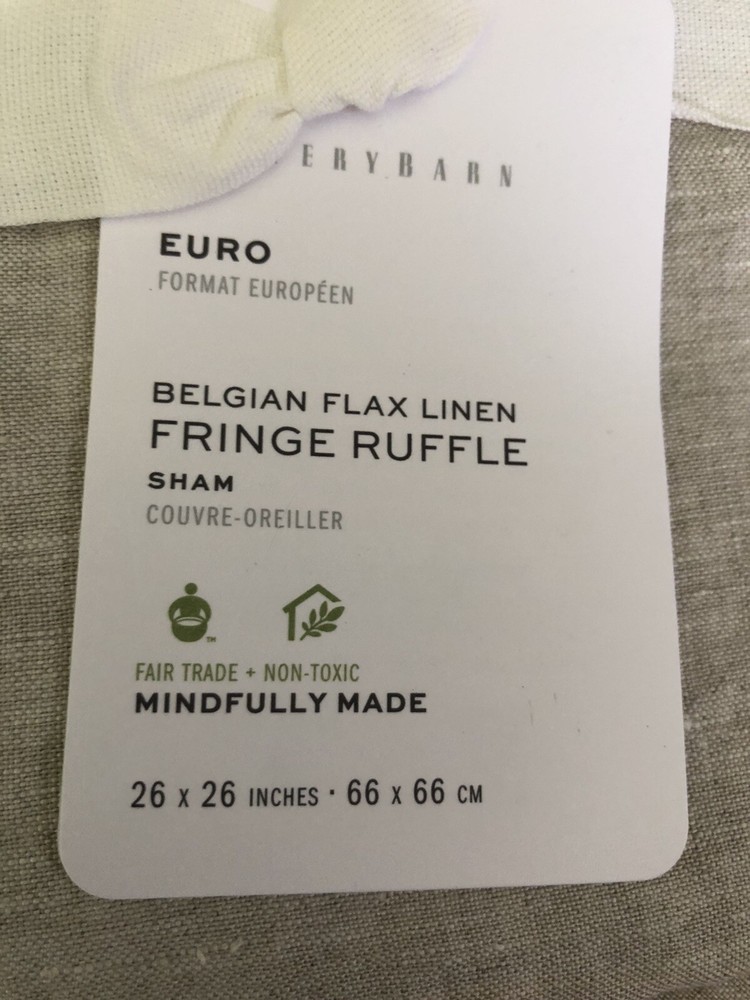 ERYBARN
EURO
FORMAT EUROPÉEN
BELGIAN FLAX LINEN
FRINGE RUFFLE
SHAM
COUVRE-OREILLER
TM
FAIR TRADE + NON-TOXIC
MINDFULLY MADE
26 x 26 INCHES · 66 x 66 CM